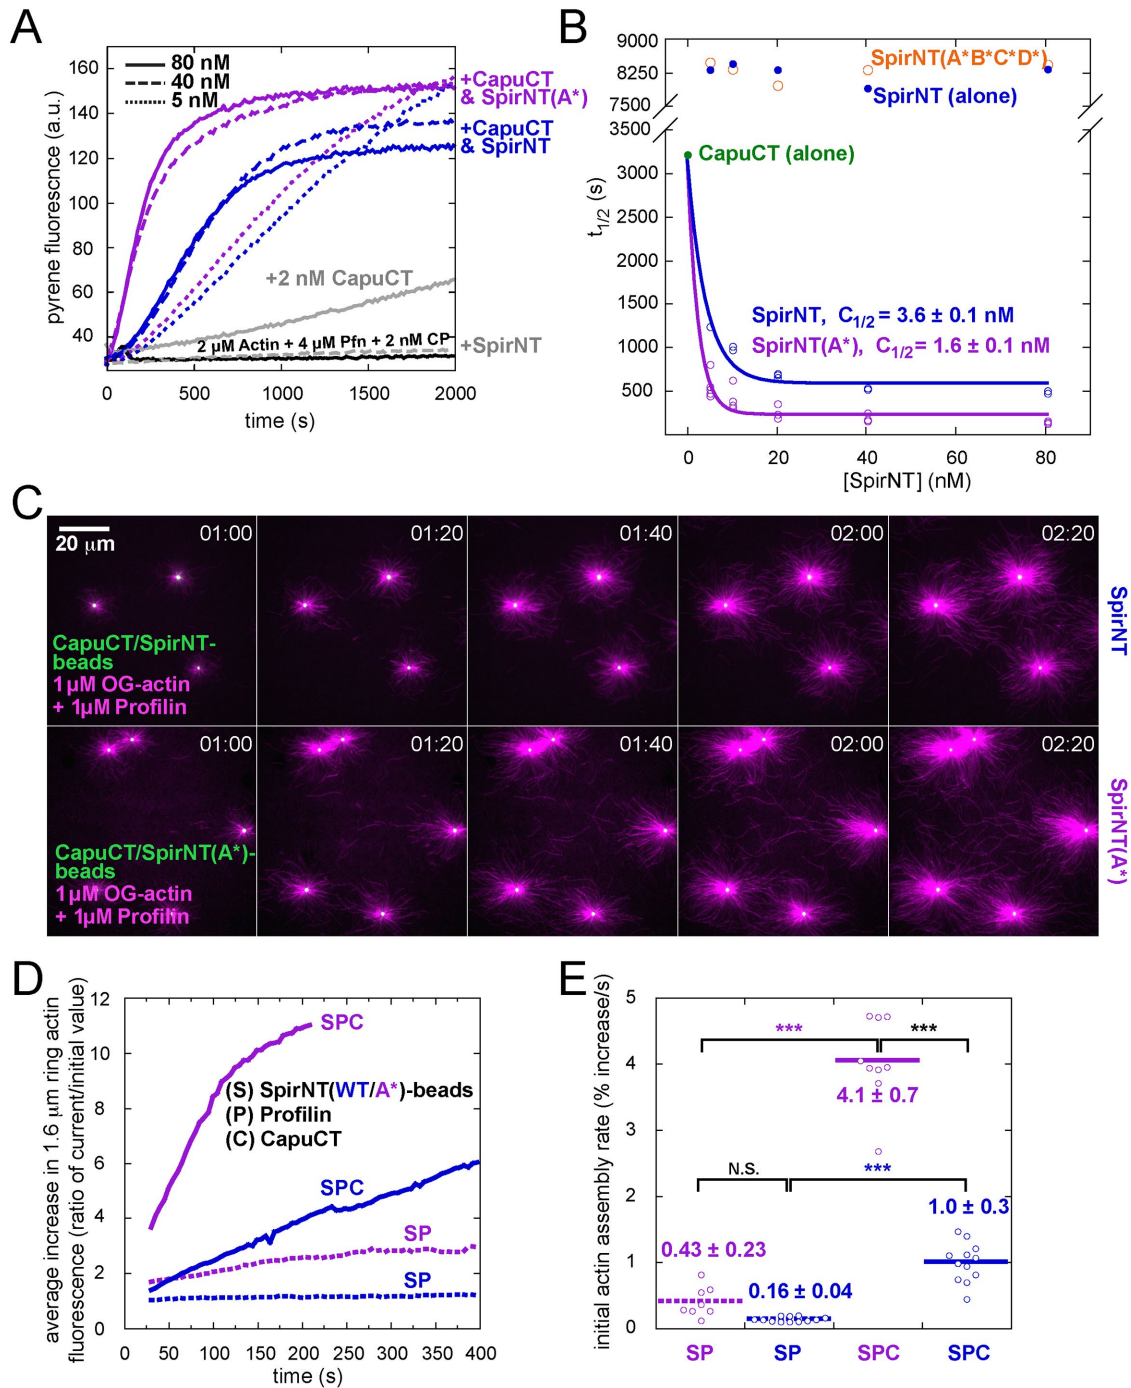 A
160
140
120
100
80
60
40
pyrene fluorescnce (a.u.)
80 nM
40 nM
5 nM
+CapuCT
& SpirNT(A*)
+CapuCT
& SpirNT
+2 nM CapuCT
2 µM Actin + 4 µM Pfn + 2 nM CP
+SpirNT
0 500 1000 1500 2000
time (s)
B
9000
8250
7500
3500
3000
2500
2000
1500
1000
500
t1/2 (s)
SpirNT(A*B*C*D*)
SpirNT (alone)
CapuCT (alone)
SpirNT, C1/2 = 3.6 ± 0.1 nM
SpirNT(A*), C1/2 = 1.6 ± 0.1 nM
0 20 40 60 80
[SpirNT] (nM)
C
01:00 01:20 01:40 02:00 02:20
20 µm
CapuCT/SpirNT-
beads
1µM OG-actin
+ 1µM Profilin
SpirNT
01:00 01:20 01:40 02:00 02:20
CapuCT/SpirNT(A*)-
beads
1µM OG-actin
+ 1µM Profilin
SpirNT(A*)
D
average increase in 1.6 µm ring actin
fluorescence (ratio of current/initial value)
12
10
8
6
4
2
0
SPC
(S) SpirNT(WT/A*)-beads
(P) Profilin
(C) CapuCT
SPC
SP
SP
0 50 100 150 200 250 300 350 400
time (s)
E
initial actin assembly rate (% increase/s)
5
4
3
2
1
0
*** ***
4.1 ± 0.7
N.S. ***
1.0 ± 0.3
0.43 ± 0.23
0.16 ± 0.04
SP SP SPC SPC